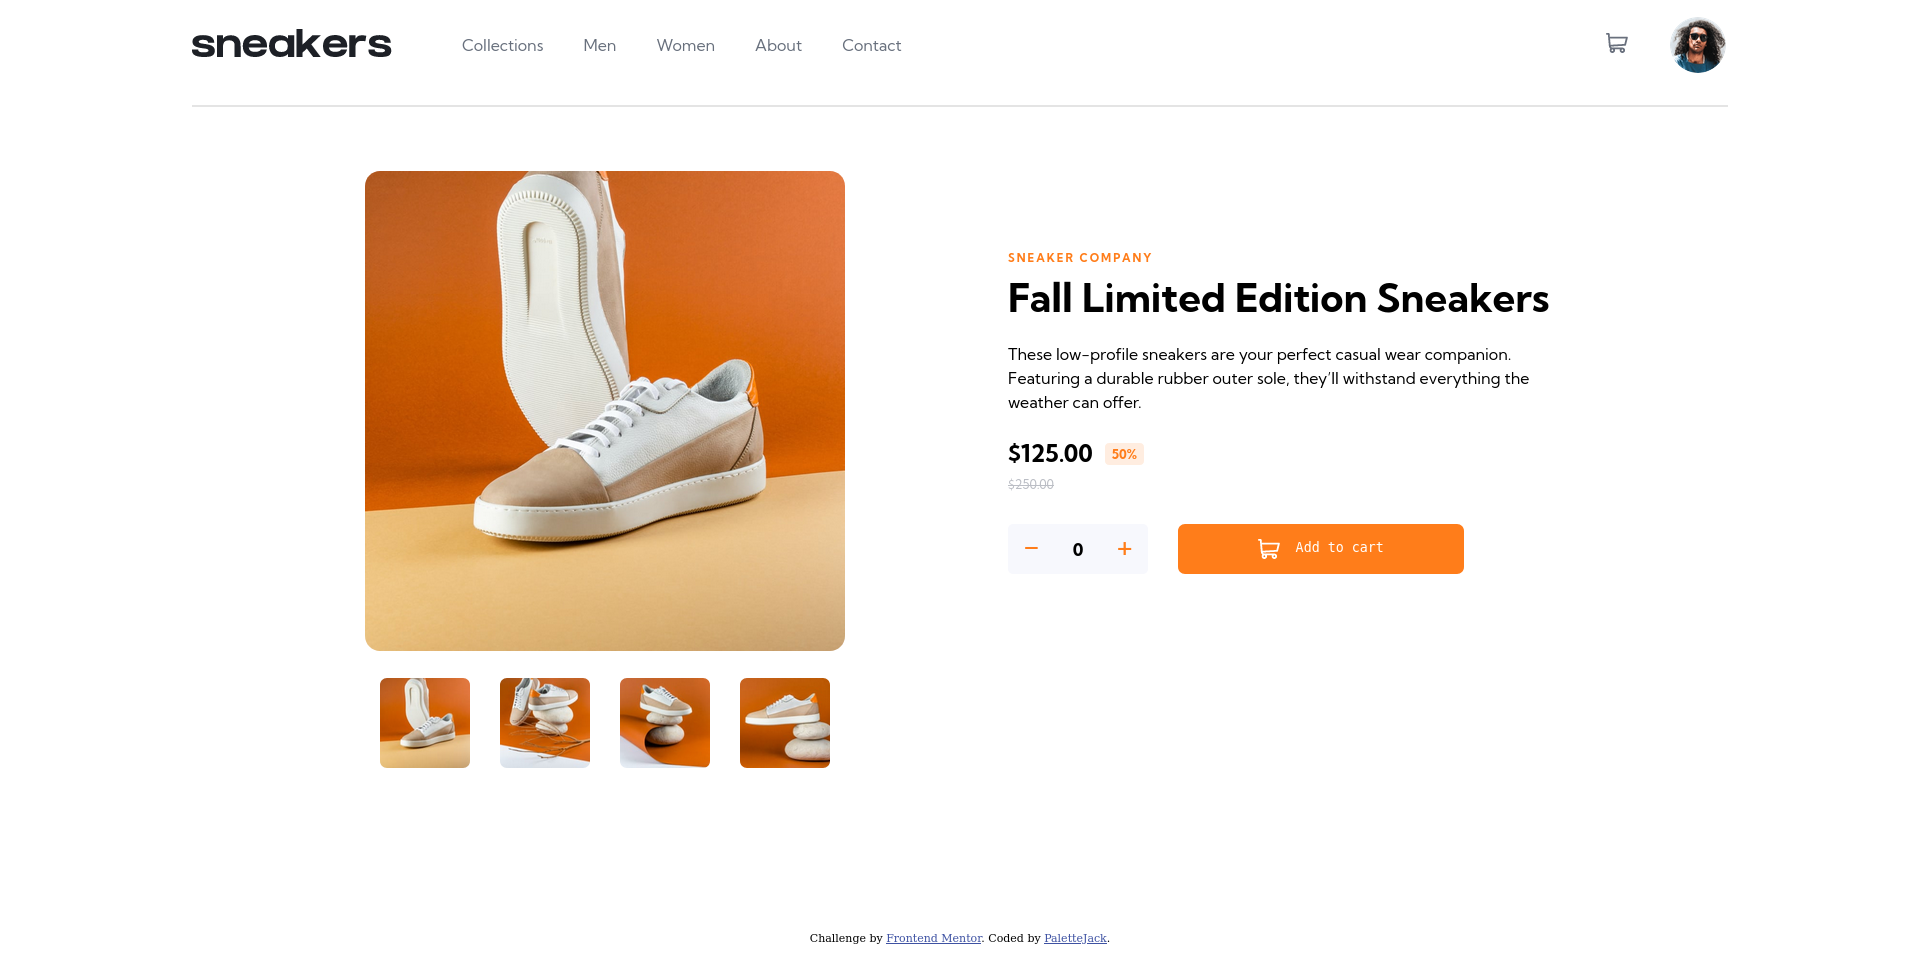 sneakers
Collections Men Women About Contact
SNEAKER COMPANY
Fall Limited Edition Sneakers
These low-profile sneakers are your perfect casual wear companion.
Featuring a durable rubber outer sole, they’ll withstand everything the
weather can offer.
$125.00 50%
$250.00
− 0 +
Add to cart
Challenge by Frontend Mentor. Coded by PaletteJack.